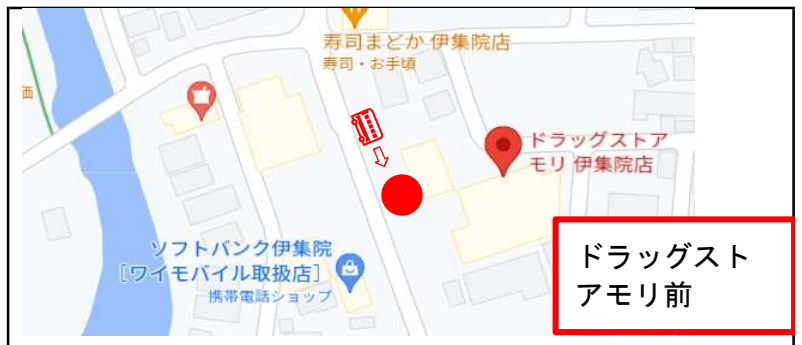 寿司まどか 伊集院店
寿司・お手頃
価
ドラッグストア
モリ 伊集院店
ソフトバンク伊集院
［ワイモバイル取扱店］
携帯電話ショップ
ドラッグスト
アモリ前